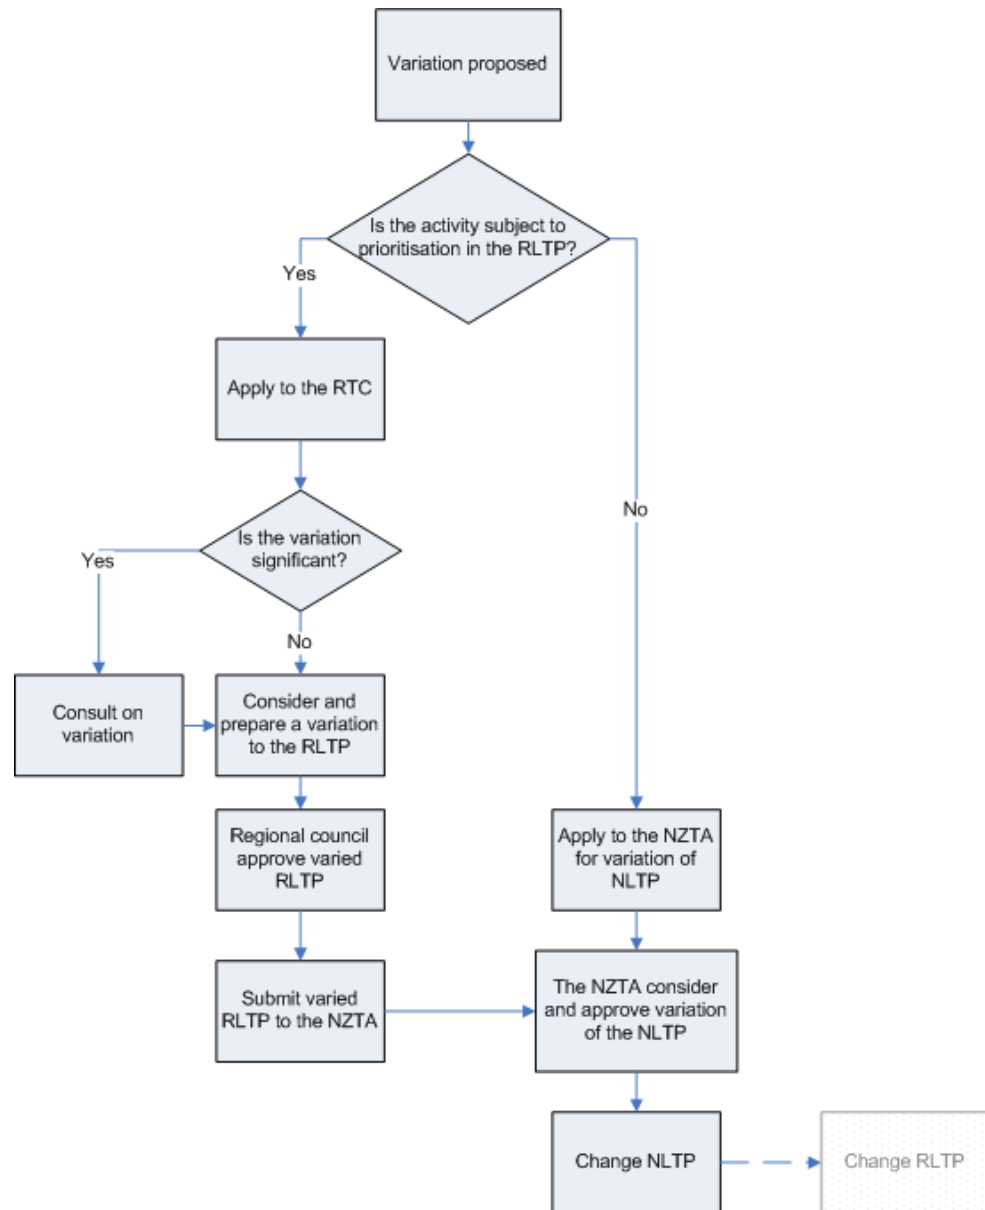 Variation proposed
Is the activity subject to
prioritisation in the RLTP?
Yes
Apply to the RTC
No
Is the variation
significant?
Yes
No
Consult on
variation
Consider and
prepare a variation
to the RLTP
Regional council
approve varied
RLTP
Apply to the NZTA
for variation of
NLTP
Submit varied
RLTP to the NZTA
The NZTA consider
and approve variation
of the NLTP
Change NLTP
Change RLTP